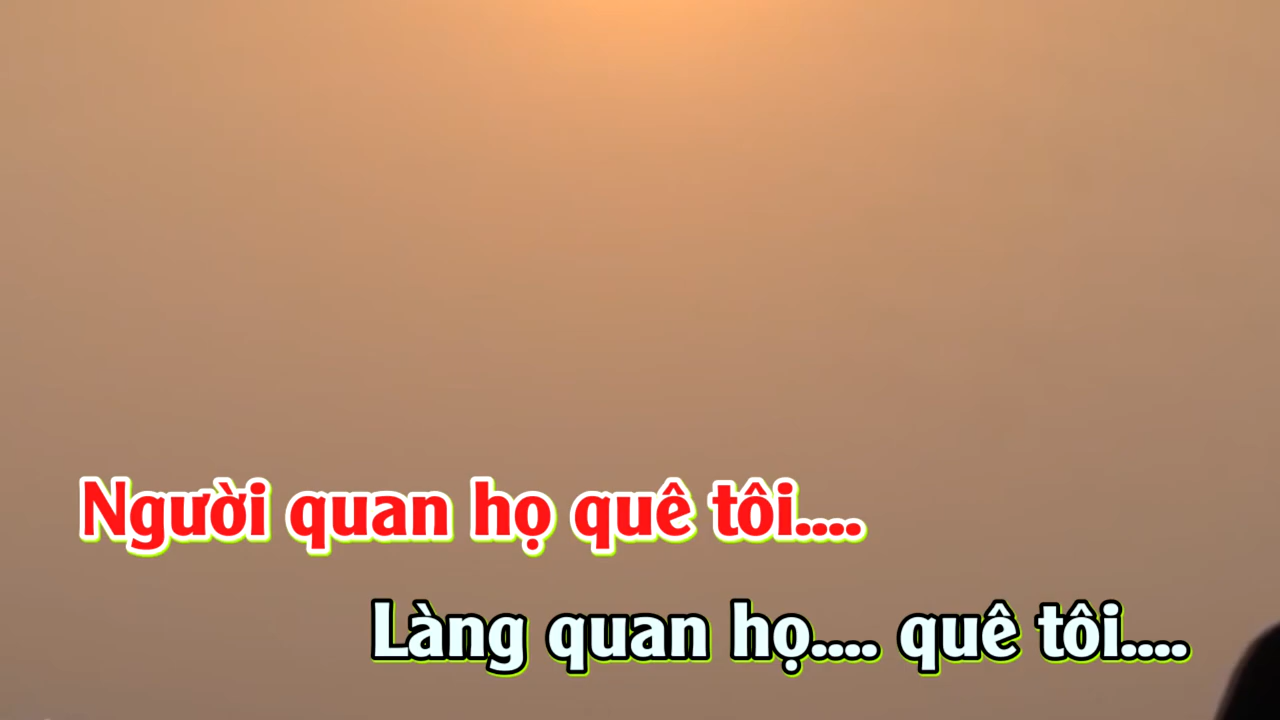 Người quan họ quê tôi....
Làng quan họ.... quê tôi....